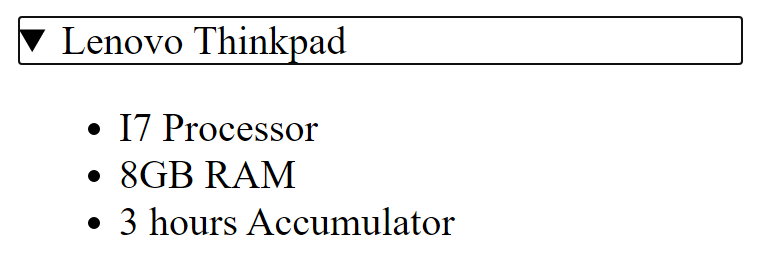 Lenovo Thinkpad
I7 Processor
8GB RAM
3 hours Accumulator